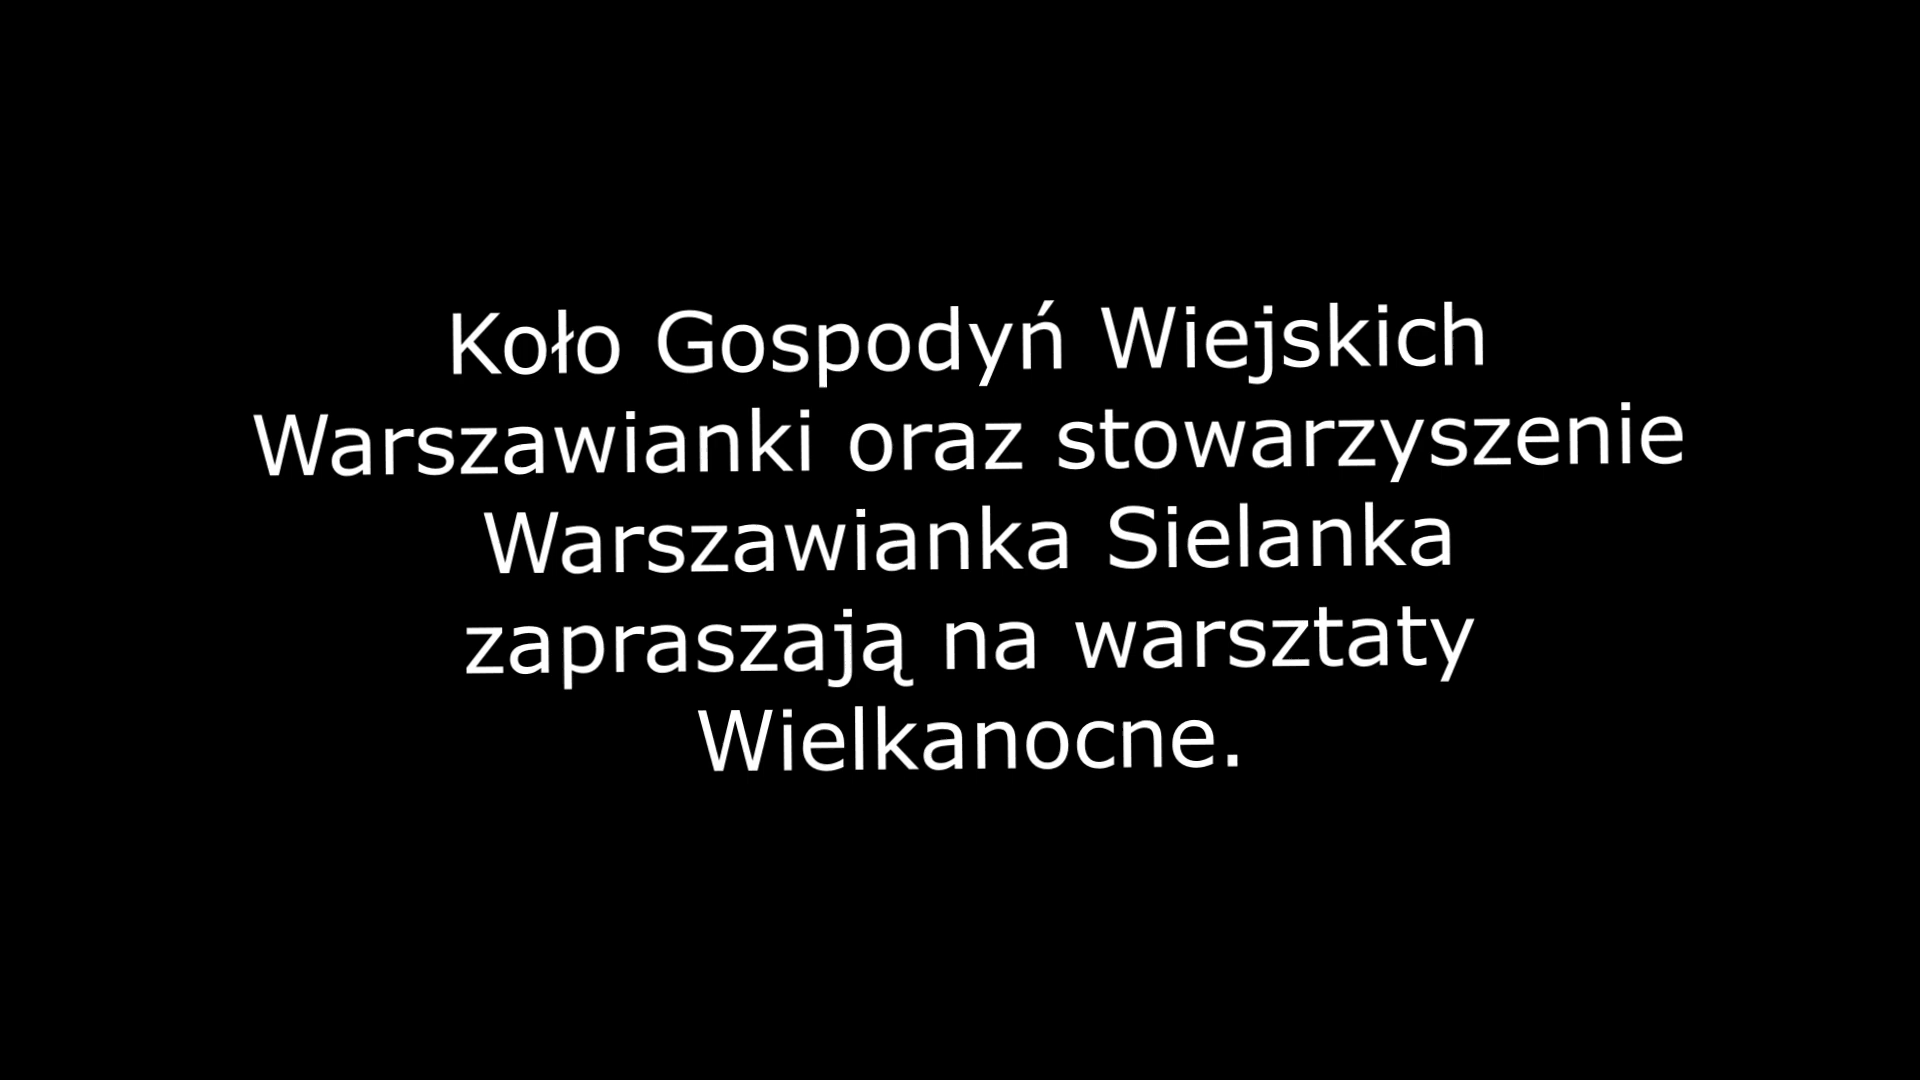 Koło Gospodyń Wiejskich
Warszawianki oraz stowarzyszenie
Warszawianka Sielanka
zapraszają na warsztaty
Wielkanocne.